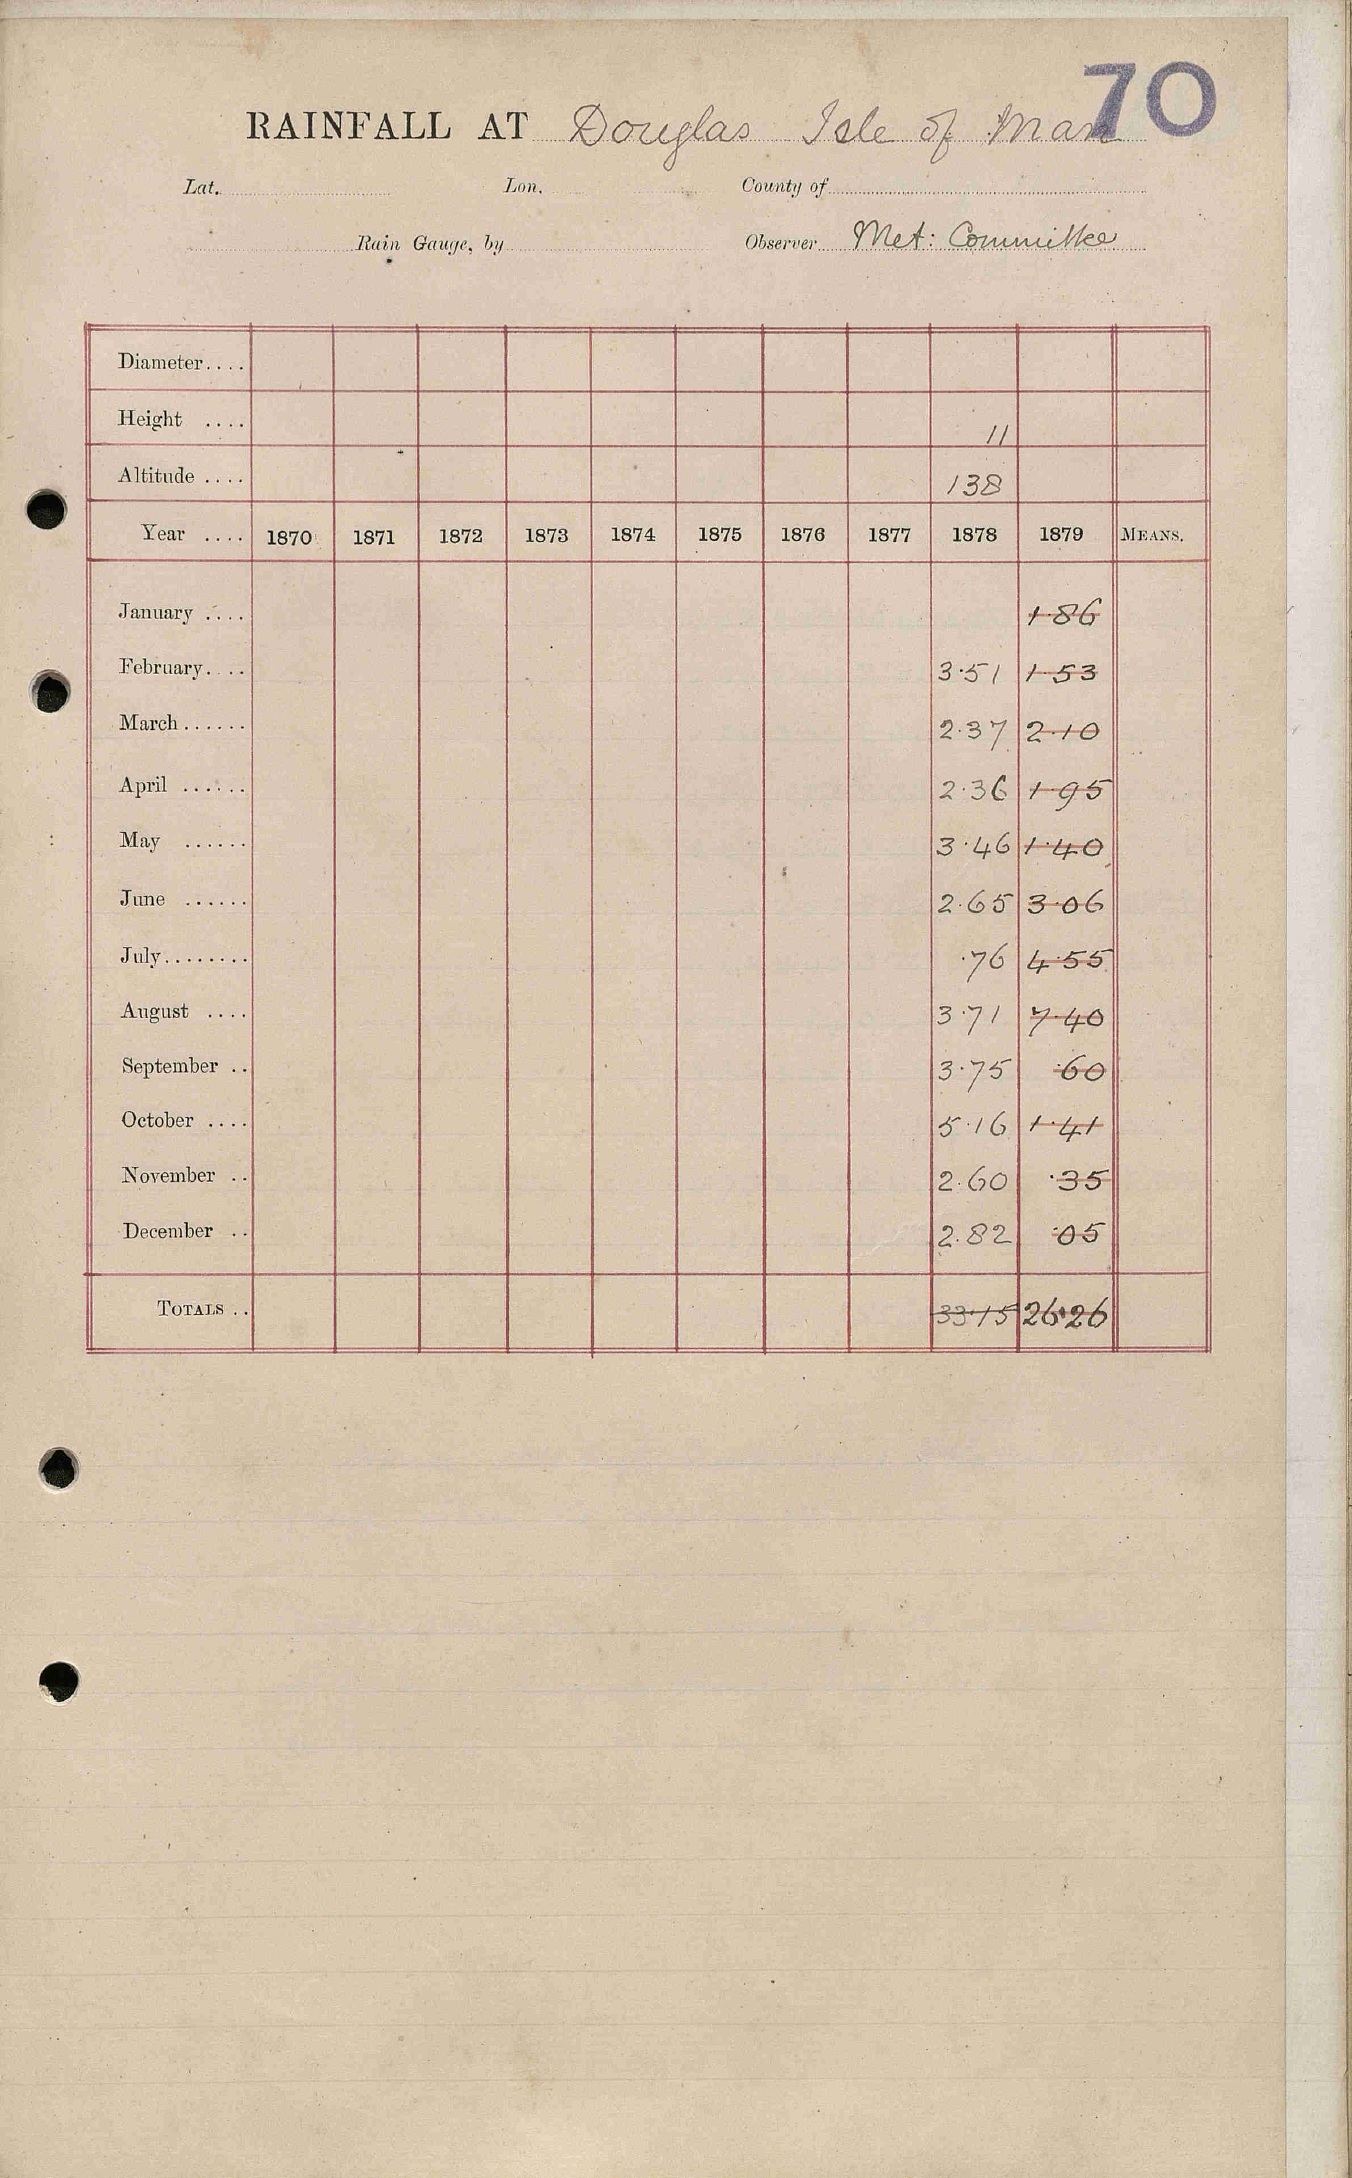 70
RAINFALL AT Douglas Isle of Man
Lat. Lon. County of
Rain Gauge, by Observer Met: Committee
Diameter....
Height .... 11
Altitude .... 138
Year .... 1870 1871 1872 1873 1874 1875 1876 1877 1878 1879 MEANS.
January .... 1.86
February.... 3.51 1.53
March...... 2.37 2.10
April ...... 2.36 1.95
May ...... 3.46 1.40
June ...... 2.65 3.06
July........ .76 4.55
August .... 3.71 7.40
September .. 3.75 .60
October .... 5.16 1.41
November .. 2.60 .35
December .. 2.82 .05
TOTALS .. 33.15 26.26